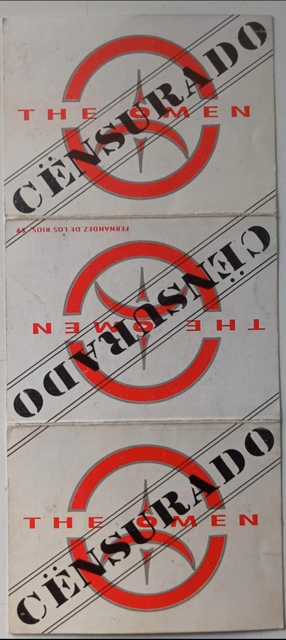 THE OMEN
CËNSURADO
FERNANDEZ DE LOS RIOS, 59
CËNSURADO
THE OMEN
THE OMEN
CËNSURADO